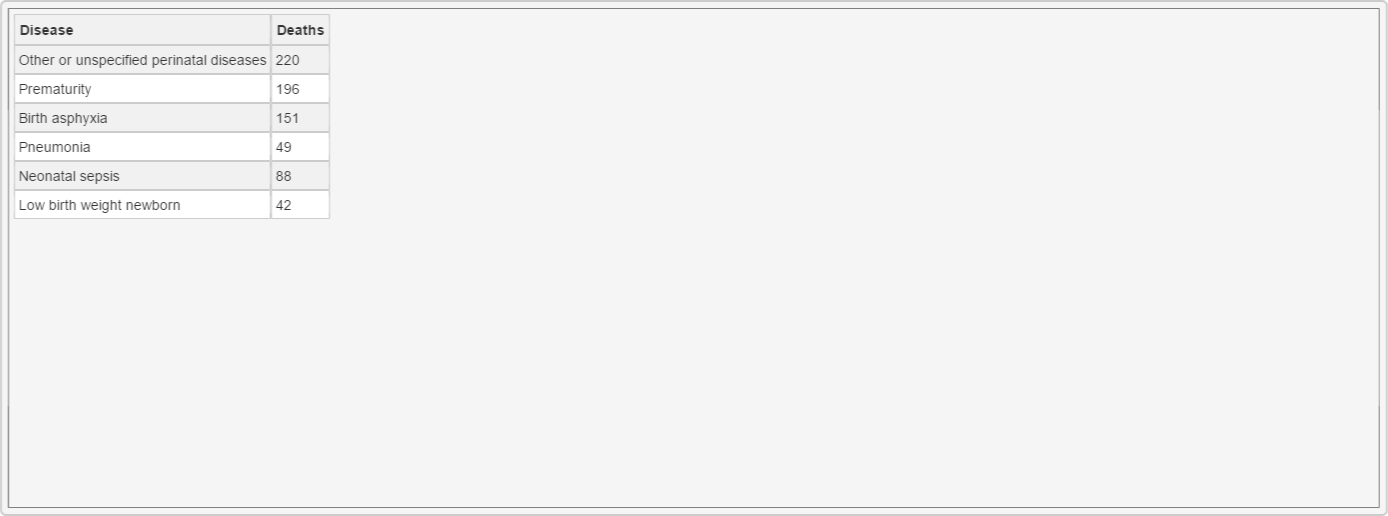 Disease Deaths
Other or unspecified perinatal diseases 220
Prematurity 196
Birth asphyxia 151
Pneumonia 49
Neonatal sepsis 88
Low birth weight newborn 42